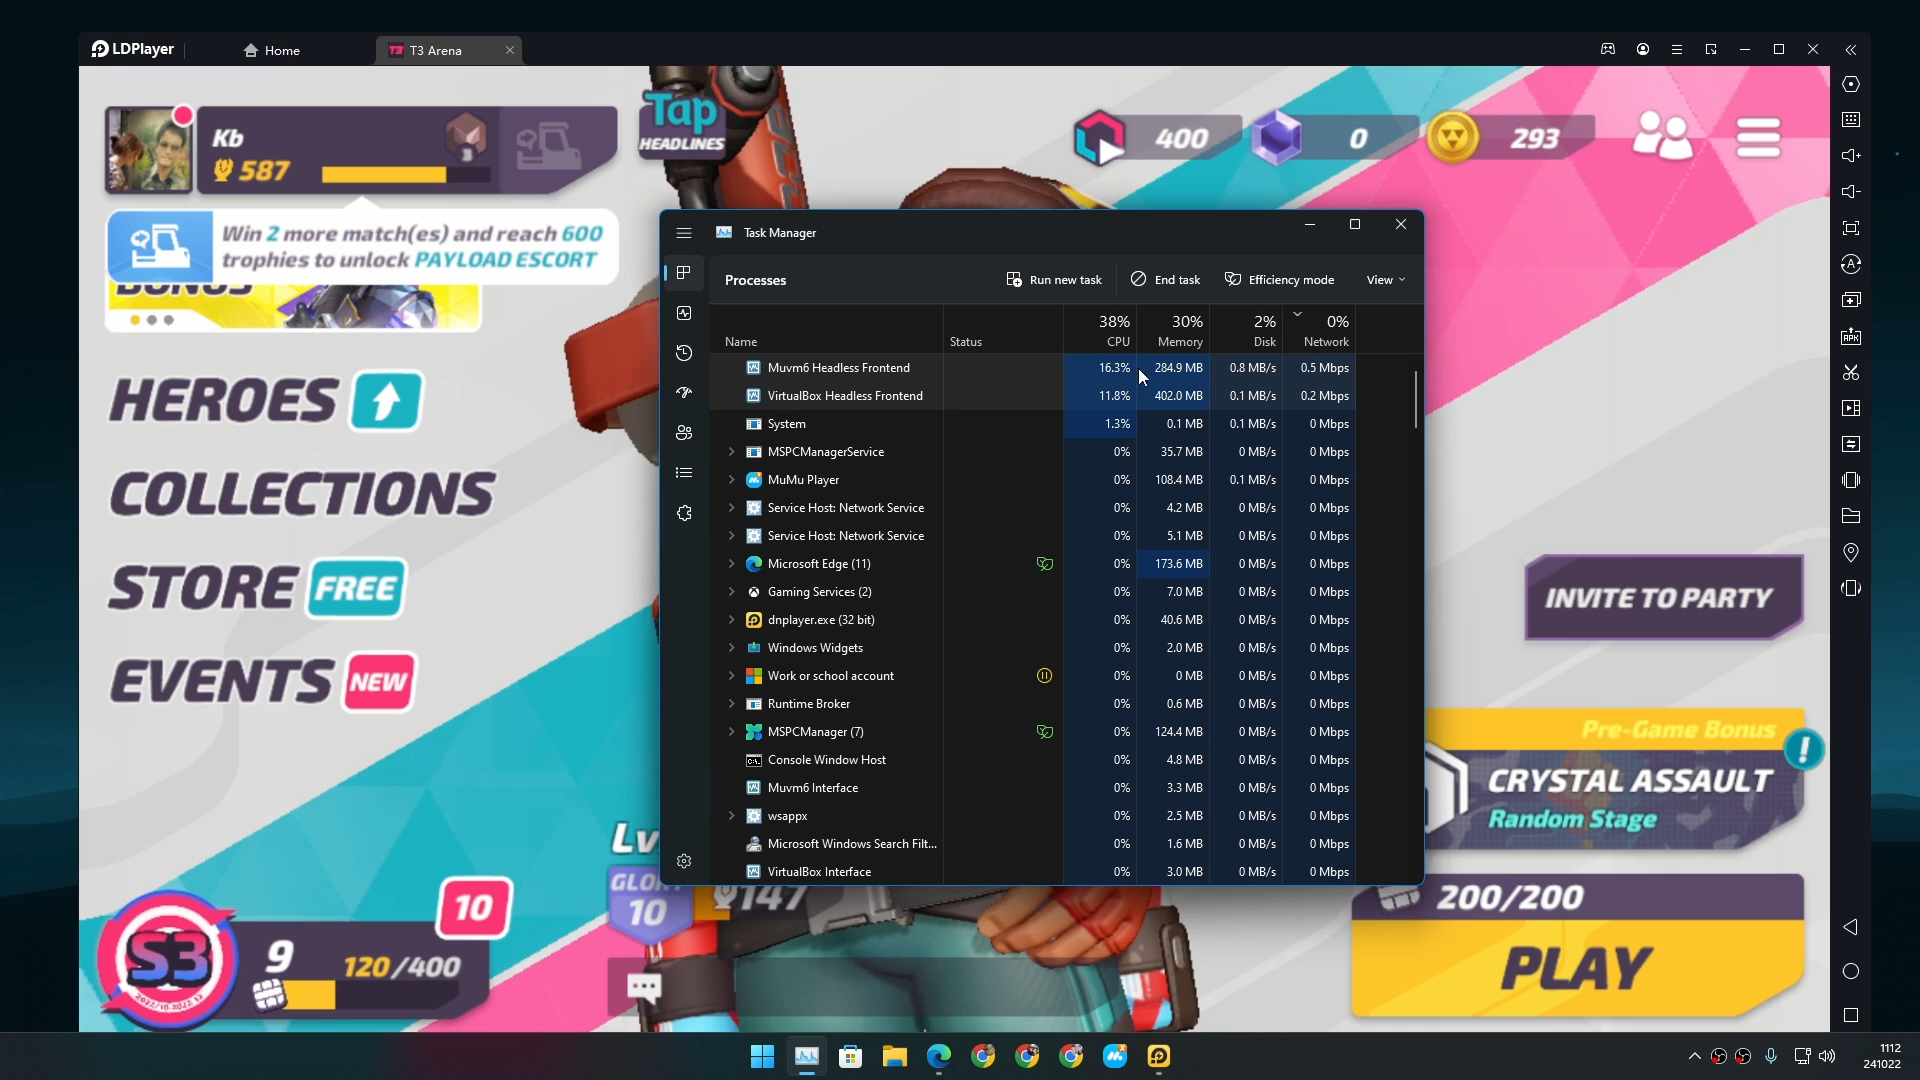 LDPlayer
Home
T3 Arena
Kb
587
3
Tap
HEADLINES
400
0
293
Win 2 more match(es) and reach 600
trophies to unlock PAYLOAD ESCORT
BONUS
HEROES
COLLECTIONS
STORE
FREE
EVENTS
NEW
Task Manager
Processes
Run new task
End task
Efficiency mode
View
38%
30%
2%
0%
Name
Status
CPU
Memory
Disk
Network
Muvm6 Headless Frontend 16.3% 284.9 MB 0.8 MB/s 0.5 Mbps
VirtualBox Headless Frontend 11.8% 402.0 MB 0.1 MB/s 0.2 Mbps
System 1.3% 0.1 MB 0.1 MB/s 0 Mbps
MSPCManagerService 0% 35.7 MB 0 MB/s 0 Mbps
MuMu Player 0% 108.4 MB 0.1 MB/s 0 Mbps
Service Host: Network Service 0% 4.2 MB 0 MB/s 0 Mbps
Service Host: Network Service 0% 5.1 MB 0 MB/s 0 Mbps
Microsoft Edge (11) 0% 173.6 MB 0 MB/s 0 Mbps
Gaming Services (2) 0% 7.0 MB 0 MB/s 0 Mbps
dnplayer.exe (32 bit) 0% 40.6 MB 0 MB/s 0 Mbps
Windows Widgets 0% 2.0 MB 0 MB/s 0 Mbps
Work or school account 0% 0 MB 0 MB/s 0 Mbps
Runtime Broker 0% 0.6 MB 0 MB/s 0 Mbps
MSPCManager (7) 0% 124.4 MB 0 MB/s 0 Mbps
Console Window Host 0% 4.8 MB 0 MB/s 0 Mbps
Muvm6 Interface 0% 3.3 MB 0 MB/s 0 Mbps
wsappx 0% 2.5 MB 0 MB/s 0 Mbps
Microsoft Windows Search Filt... 0% 1.6 MB 0 MB/s 0 Mbps
VirtualBox Interface 0% 3.0 MB 0 MB/s 0 Mbps
INVITE TO PARTY
Pre-Game Bonus
!
CRYSTAL ASSAULT
Random Stage
200/200
PLAY
Lv
GLORY
10
147
S3
10
9
120/400
APK
1112
241022